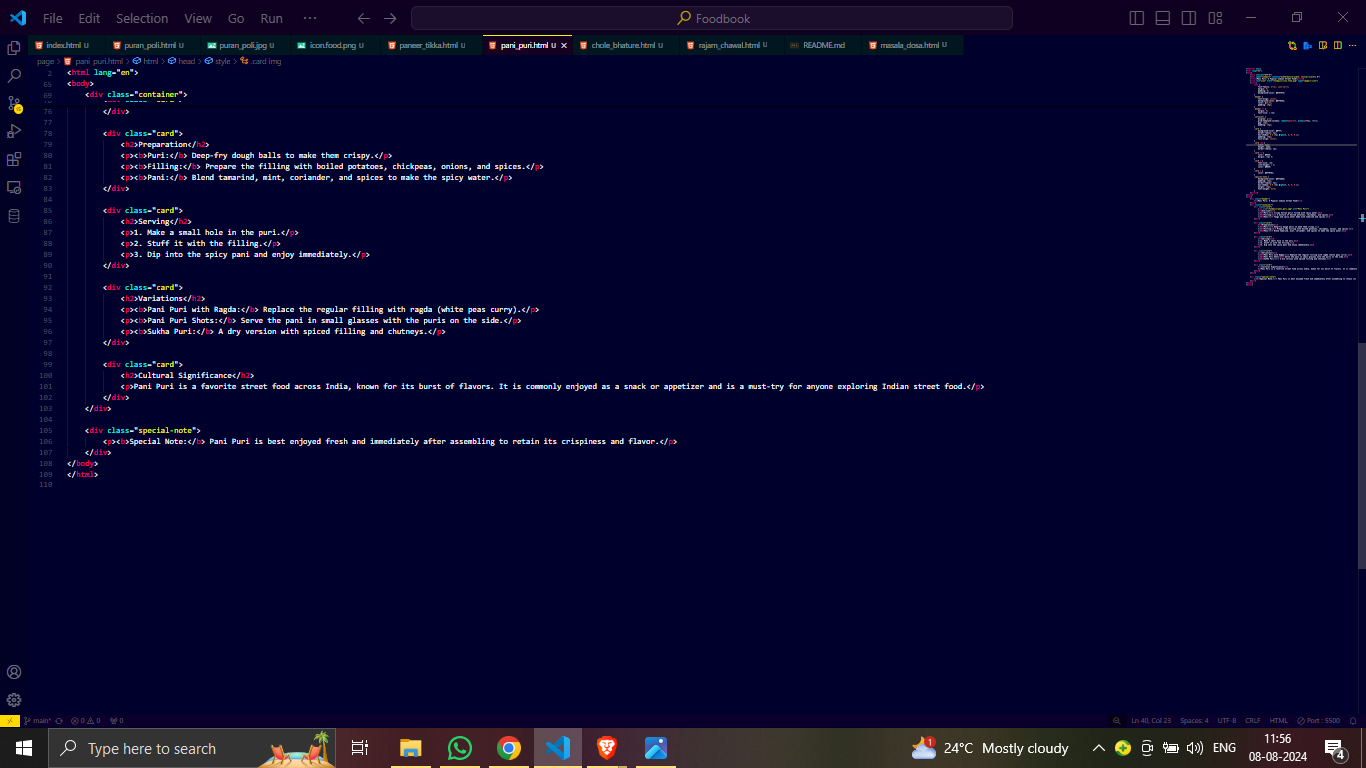 File Edit Selection View Go Run ··· Foodbook
index.html U puran_poli.html U puran_poli.jpg U icon.food.png U paneer_tikka.html U pani_puri.html U chole_bhature.html U rajam_chawal.html U README.md masala_dosa.html U
page > pani_puri.html > html > head > style > .card img
2 <html lang="en">
65 <body>
69 <div class="container">
76 </div>
77
78 <div class="card">
79 <h2>Preparation</h2>
80 <p><b>Puri:</b> Deep-fry dough balls to make them crispy.</p>
81 <p><b>Filling:</b> Prepare the filling with boiled potatoes, chickpeas, onions, and spices.</p>
82 <p><b>Pani:</b> Blend tamarind, mint, coriander, and spices to make the spicy water.</p>
83 </div>
84
85 <div class="card">
86 <h2>Serving</h2>
87 <p>1. Make a small hole in the puri.</p>
88 <p>2. Stuff it with the filling.</p>
89 <p>3. Dip into the spicy pani and enjoy immediately.</p>
90 </div>
91
92 <div class="card">
93 <h2>Variations</h2>
94 <p><b>Pani Puri with Ragda:</b> Replace the regular filling with ragda (white peas curry).</p>
95 <p><b>Pani Puri Shots:</b> Serve the pani in small glasses with the puris on the side.</p>
96 <p><b>Sukha Puri:</b> A dry version with spiced filling and chutneys.</p>
97 </div>
98
99 <div class="card">
100 <h2>Cultural Significance</h2>
101 <p>Pani Puri is a favorite street food across India, known for its burst of flavors. It is commonly enjoyed as a snack or appetizer and is a must-try for anyone exploring Indian street food.</p>
102 </div>
103 </div>
104
105 <div class="special-note">
106 <p><b>Special Note:</b> Pani Puri is best enjoyed fresh and immediately after assembling to retain its crispiness and flavor.</p>
107 </div>
108 </body>
109 </html>
110
main* 0 0 0 Ln 40, Col 23 Spaces: 4 UTF-8 CRLF HTML Port : 5500
Type here to search 1 24°C Mostly cloudy ENG 11:56 4
08-08-2024